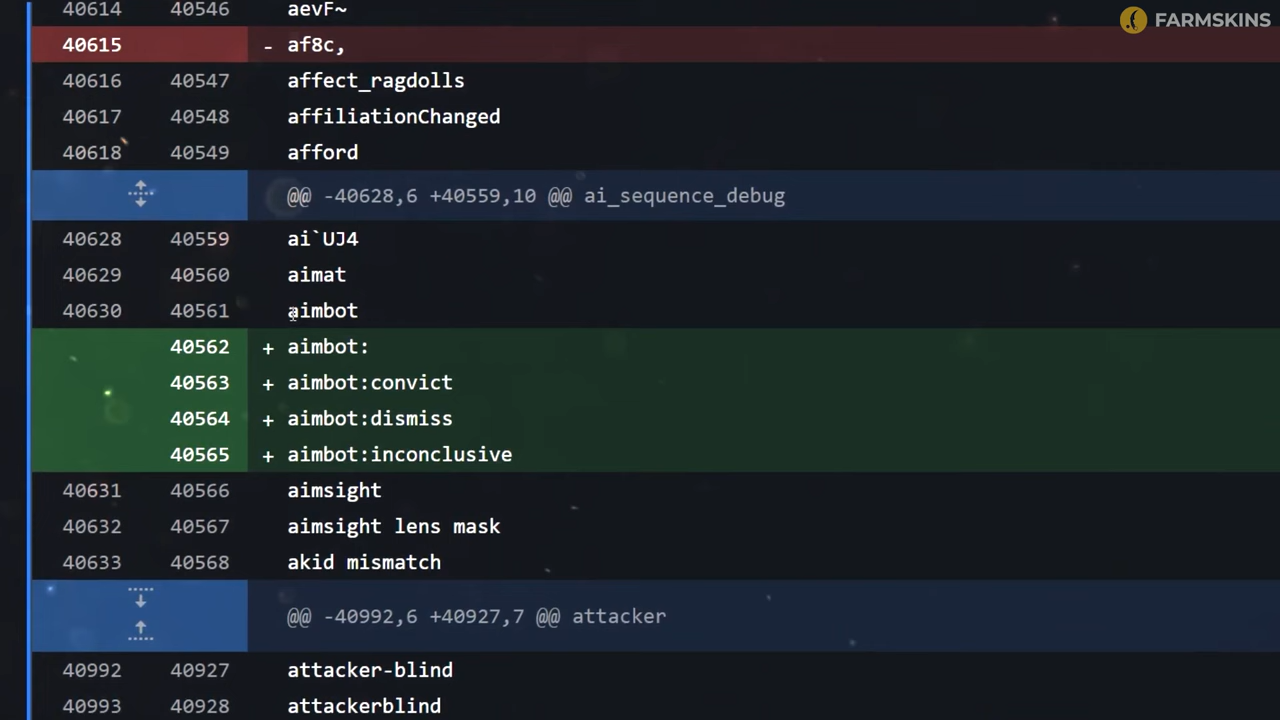 FARMSKINS
40614 40546 aevF~
40615 - af8c,
40616 40547 affect_ragdolls
40617 40548 affiliationChanged
40618 40549 afford
@@ -40628,6 +40559,10 @@ ai_sequence_debug
40628 40559 ai`UJ4
40629 40560 aimat
40630 40561 aimbot
40562 + aimbot:
40563 + aimbot:convict
40564 + aimbot:dismiss
40565 + aimbot:inconclusive
40631 40566 aimsight
40632 40567 aimsight lens mask
40633 40568 akid mismatch
@@ -40992,6 +40927,7 @@ attacker
40992 40927 attacker-blind
40993 40928 attackerblind